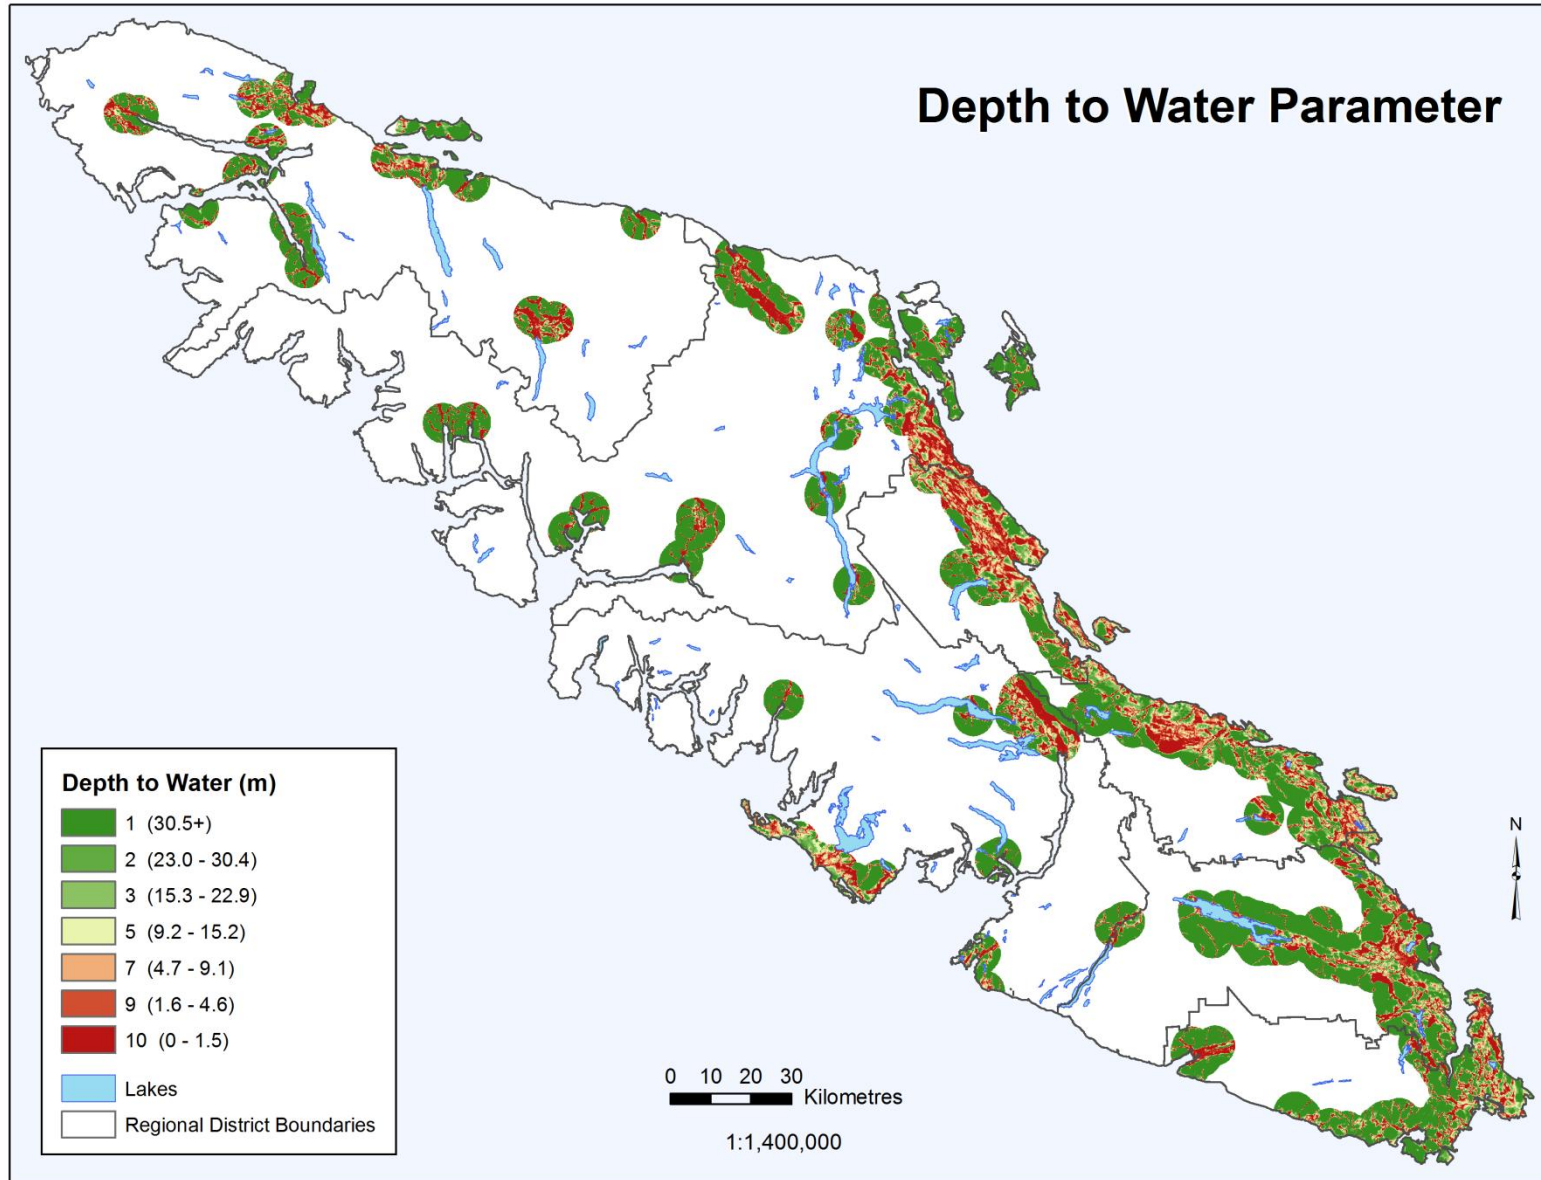 Depth to Water Parameter
Depth to Water (m)
1 (30.5+)
2 (23.0 - 30.4)
3 (15.3 - 22.9)
5 (9.2 - 15.2)
7 (4.7 - 9.1)
9 (1.6 - 4.6)
10 (0 - 1.5)
Lakes
Regional District Boundaries
0 10 20 30
Kilometres
1:1,400,000
N